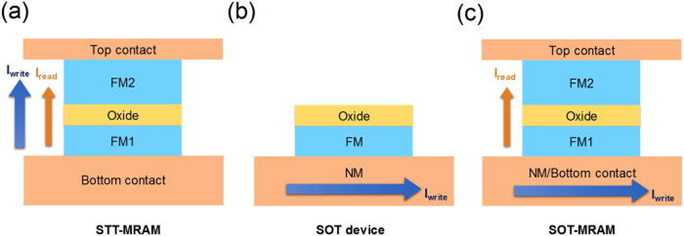 (a)
Top contact
FM2
Iwrite
Iread
Oxide
FM1
Bottom contact
STT-MRAM
(b)
Oxide
FM
NM
Iwrite
SOT device
(c)
Top contact
FM2
Iread
Oxide
FM1
NM/Bottom contact
Iwrite
SOT-MRAM